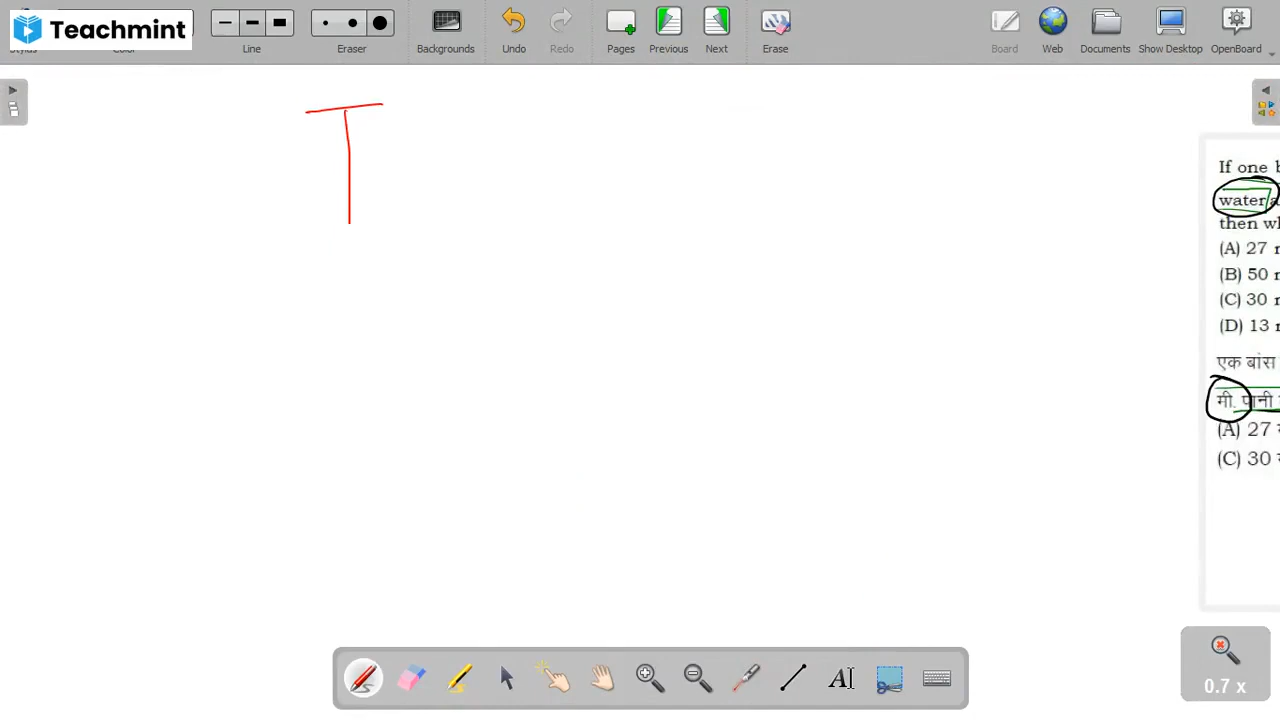 Teachmint
Line
Eraser
Backgrounds
Undo
Redo
Pages
Previous
Next
Erase
Board
Web
Documents
Show Desktop
OpenBoard
T
If one
water
then
(A) 27
(B) 50
(C) 30
(D) 13
एक बांस
मी. पानी
(A) 27
(C) 30
A
0.7 x